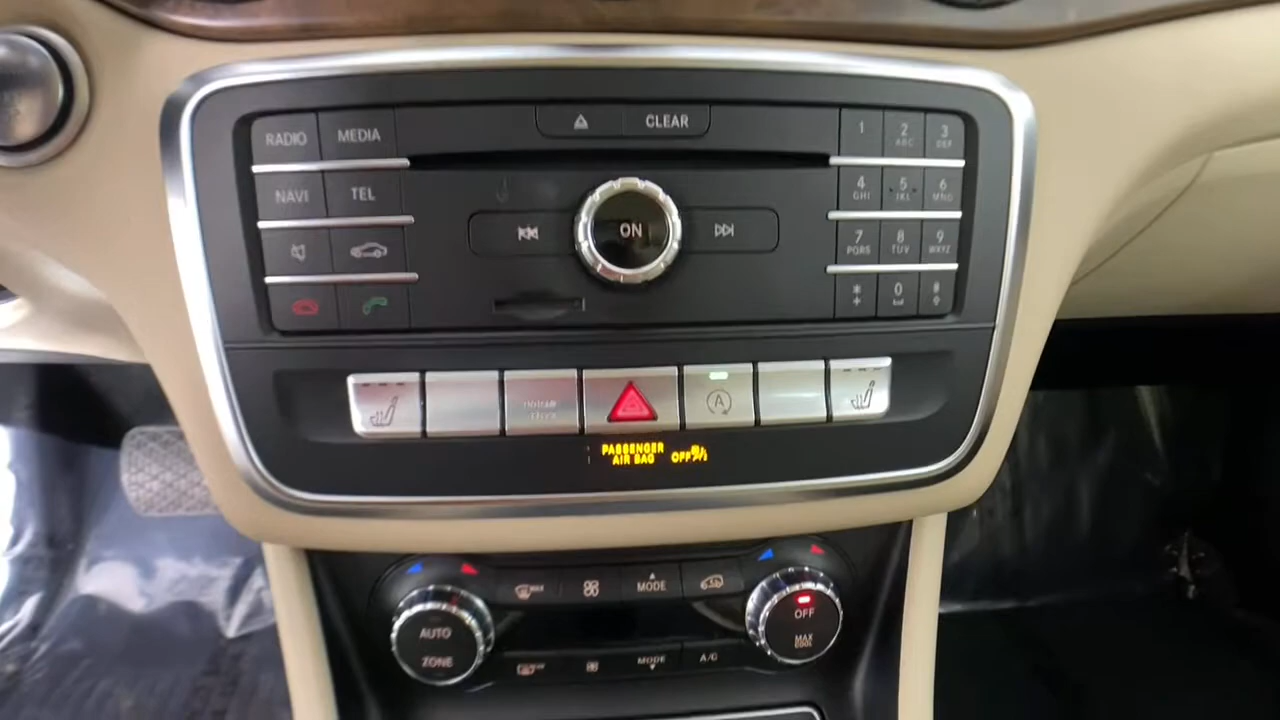 RADIO MEDIA CLEAR 1 2 ABC 3 DEF
NAVI TEL 4 GHI 5 JKL 6 MNO
ON
7 PQRS 8 TUV 9 WXYZ
* + 0 #
A
PASSENGER
AIR BAG OFF
MODE
AUTO
ZONE
OFF
MAX
COOL
MODE A/C